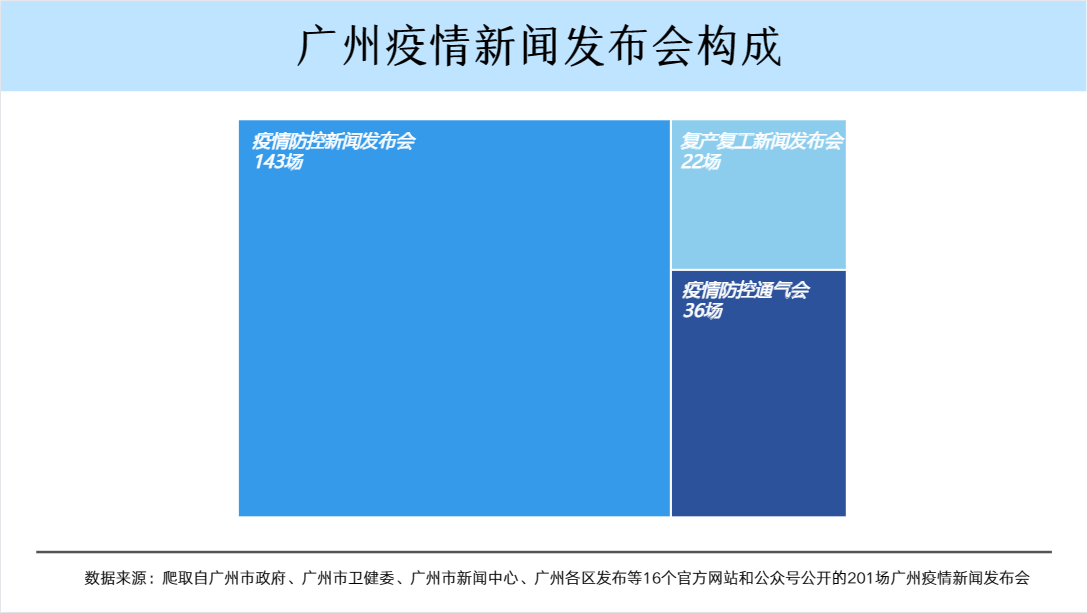 广州疫情新闻发布会构成
疫情防控新闻发布会
143场
复产复工新闻发布会
22场
疫情防控通气会
36场
数据来源：爬取自广州市政府、广州市卫健委、广州市新闻中心、广州各区发布等16个官方网站和公众号公开的201场广州疫情新闻发布会